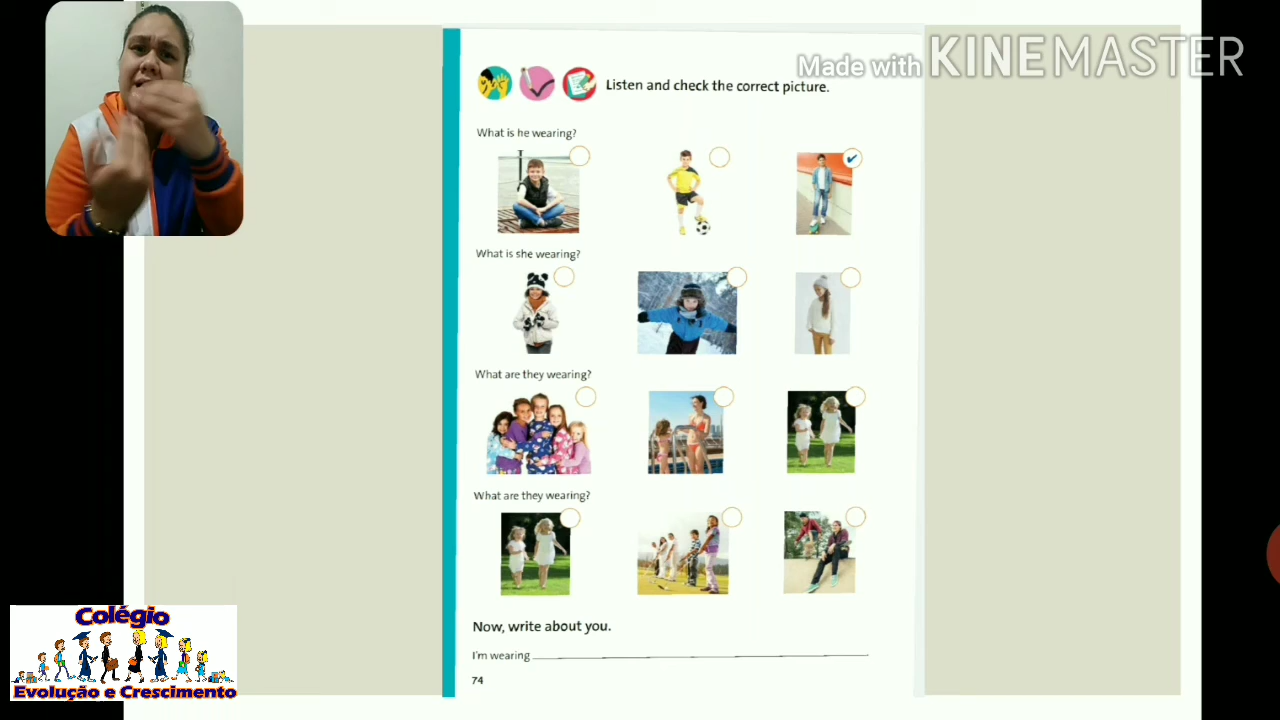 Made with KINEMASTER
Listen and check the correct picture.
What is he wearing?
What is she wearing?
What are they wearing?
What are they wearing?
Now, write about you.
I'm wearing
74
Colégio
Evolução e Crescimento